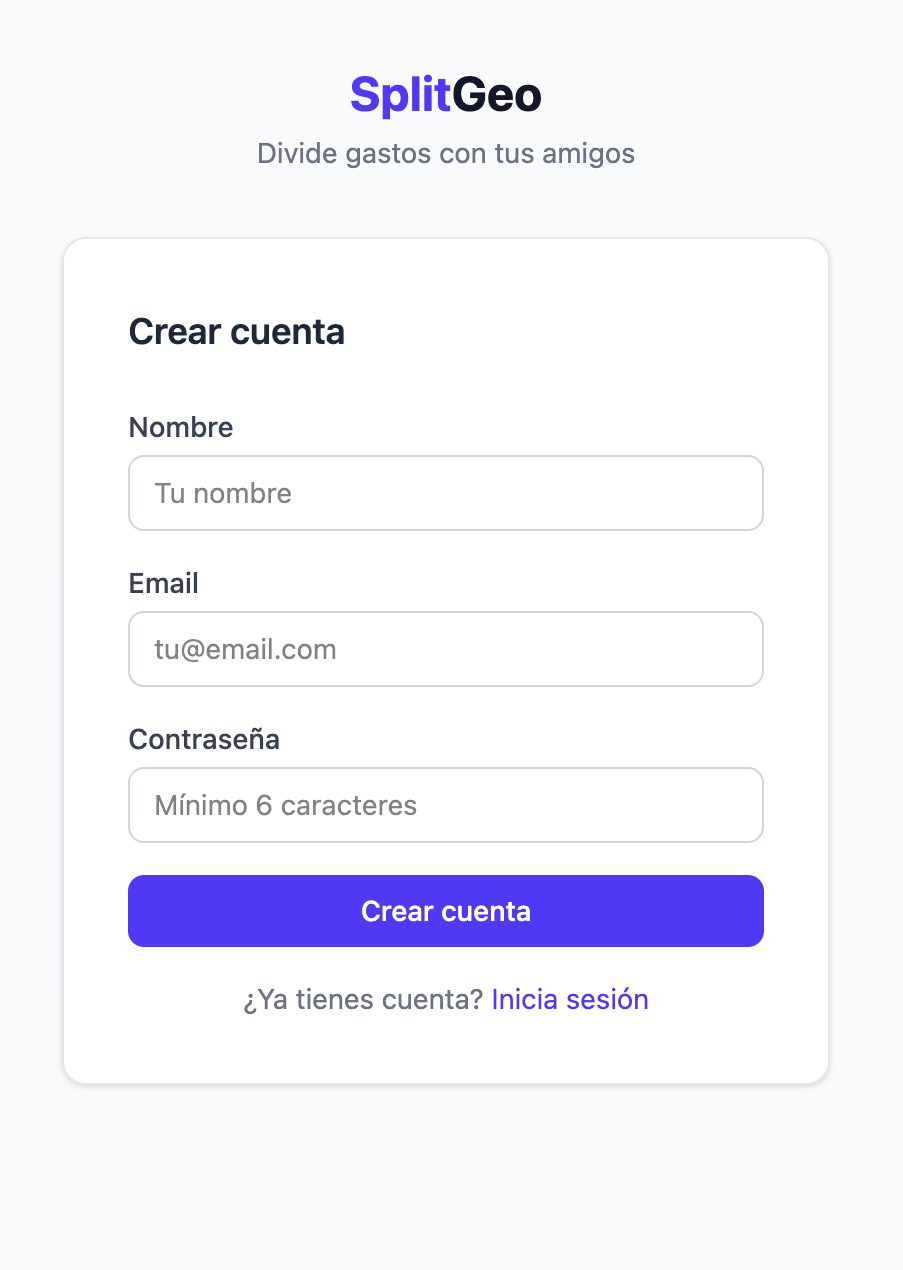 SplitGeo
Divide gastos con tus amigos
Crear cuenta
Nombre
Tu nombre
Email
tu@email.com
Contraseña
Mínimo 6 caracteres
Crear cuenta
¿Ya tienes cuenta? Inicia sesión